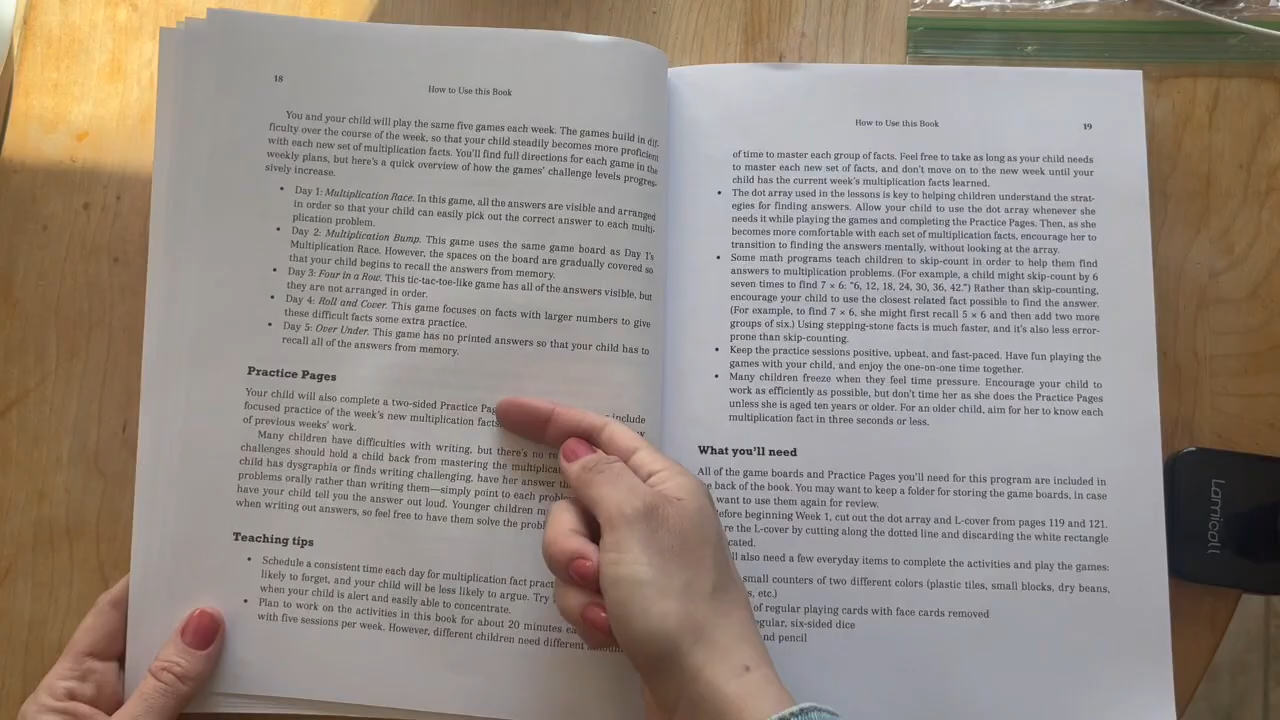 18
How to Use this Book
You and your child will play the same five games each week. The games build in dif-
ficulty over the course of the week, so that your child steadily becomes more proficient
with each new set of multiplication facts. You'll find full directions for each game in the
weekly plans, but here's a quick overview of how the games' challenge levels progres-
sively increase.
• Day 1: Multiplication Race. In this game, all the answers are visible and arranged
in order so that your child can easily pick out the correct answer to each multi-
plication problem.
• Day 2: Multiplication Bump. This game uses the same game board as Day 1's
Multiplication Race. However, the spaces on the board are gradually covered so
that your child begins to recall the answers from memory.
• Day 3: Four in a Row. This tic-tac-toe-like game has all of the answers visible, but
they are not arranged in order.
• Day 4: Roll and Cover. This game focuses on facts with larger numbers to give
these difficult facts some extra practice.
• Day 5: Over Under. This game has no printed answers so that your child has to
recall all of the answers from memory.
Practice Pages
Your child will also complete a two-sided Practice include
focused practice of the week's new multiplication facts
of previous weeks' work.
Many children have difficulties with writing, but there's no
challenges should hold a child back from mastering the
child has dysgraphia or finds writing challenging, have her answer
problems orally rather than writing them—simply point to each
have your child tell you the answer out loud. Younger children
when writing out answers, so feel free to have them solve the
Teaching tips
• Schedule a consistent time each day for multiplication fact
likely to forget, and your child will be less likely to argue. Try
when your child is alert and easily able to concentrate.
• Plan to work on the activities in this book for about 20 minutes
with five sessions per week. However, different children need different
How to Use this Book
19
of time to master each group of facts. Feel free to take as long as your child needs
to master each new set of facts, and don't move on to the new week until your
child has the current week's multiplication facts learned.
• The dot array used in the lessons is key to helping children understand the strat-
egies for finding answers. Allow your child to use the dot array whenever she
needs it while playing the games and completing the Practice Pages. Then, as she
becomes more comfortable with each set of multiplication facts, encourage her to
transition to finding the answers mentally, without looking at the array.
• Some math programs teach children to skip-count in order to help them find
answers to multiplication problems. (For example, a child might skip-count by 6
seven times to find 7 × 6: "6, 12, 18, 24, 30, 36, 42.") Rather than skip-counting,
encourage your child to use the closest related fact possible to find the answer.
(For example, to find 7 × 6, she might first recall 5 × 6 and then add two more
groups of six.) Using stepping-stone facts is much faster, and it's also less error-
prone than skip-counting.
• Keep the practice sessions positive, upbeat, and fast-paced. Have fun playing the
games with your child, and enjoy the one-on-one time together.
• Many children freeze when they feel time pressure. Encourage your child to
work as efficiently as possible, but don't time her as she does the Practice Pages
unless she is aged ten years or older. For an older child, aim for her to know each
multiplication fact in three seconds or less.
What you'll need
All of the game boards and Practice Pages you'll need for this program are included in
back of the book. You may want to keep a folder for storing the game boards, in case
want to use them again for review.
beginning Week 1, cut out the dot array and L-cover from pages 119 and 121.
the L-cover by cutting along the dotted line and discarding the white rectangle
also need a few everyday items to complete the activities and play the games:
small counters of two different colors (plastic tiles, small blocks, dry beans,
etc.)
of regular playing cards with face cards removed
six-sided dice
pencil
Lamicall